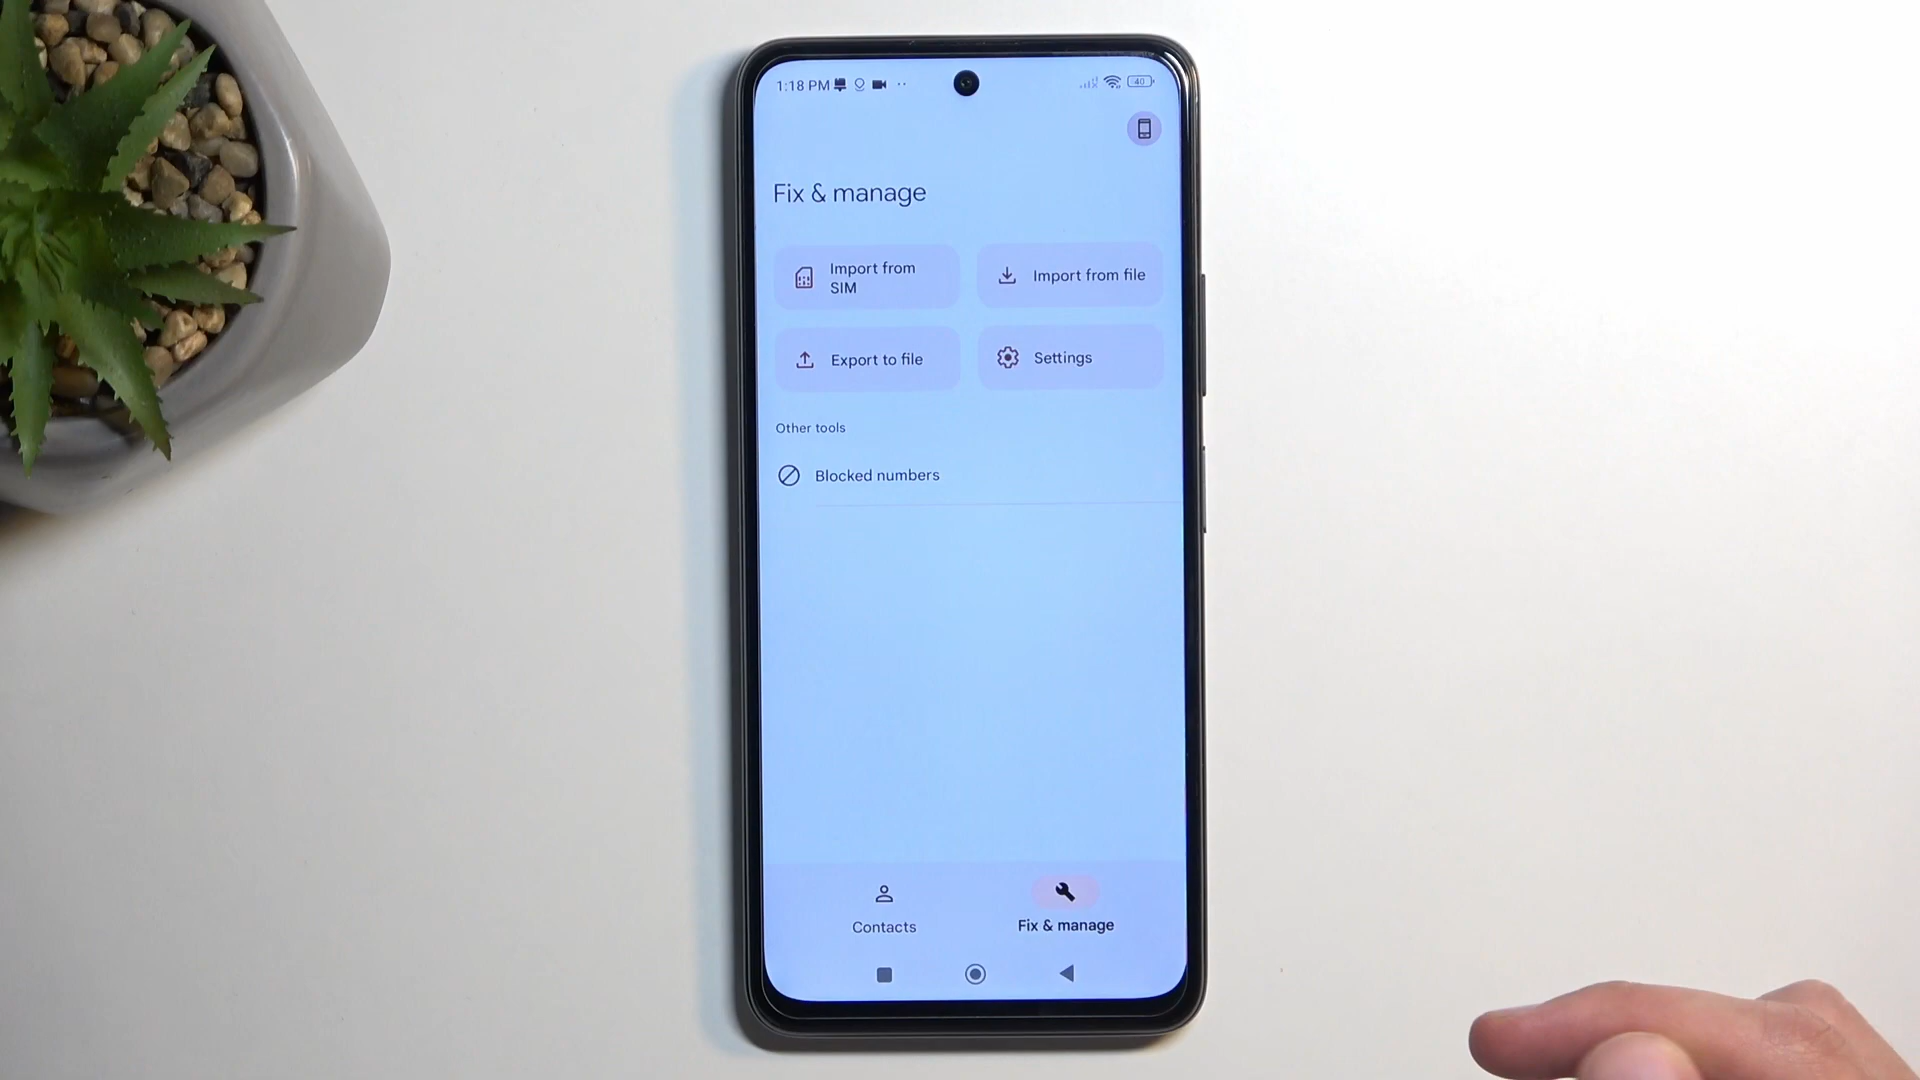 1:18 PM
40
Fix & manage
Import from
SIM
Import from file
Export to file
Settings
Other tools
Blocked numbers
Contacts
Fix & manage